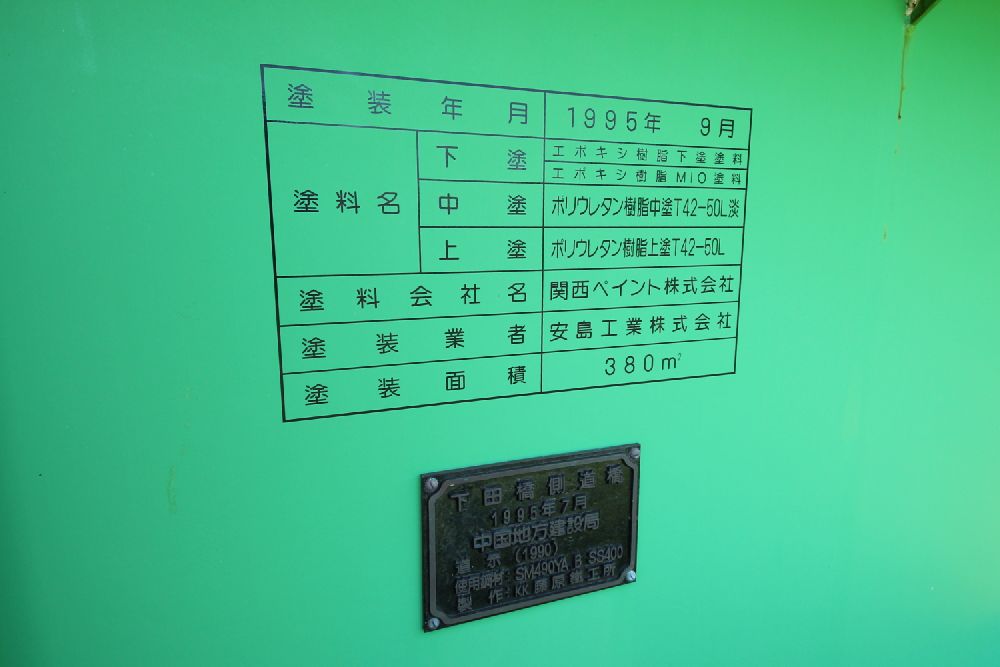 塗装年月 1995年 9月
塗料名 下塗 エポキシ樹脂下塗塗料
エポキシ樹脂MIO塗料
中塗 ポリウレタン樹脂中塗T42-50L淡
上塗 ポリウレタン樹脂上塗T42-50L
塗料会社名 関西ペイント株式会社
塗装業者 安島工業株式会社
塗装面積 380m²
下田橋側道橋
1995年7月
中国地方建設局
道示(1990)
使用鋼材:SM490YA B SS400
製作:KK 藤原鐵工所